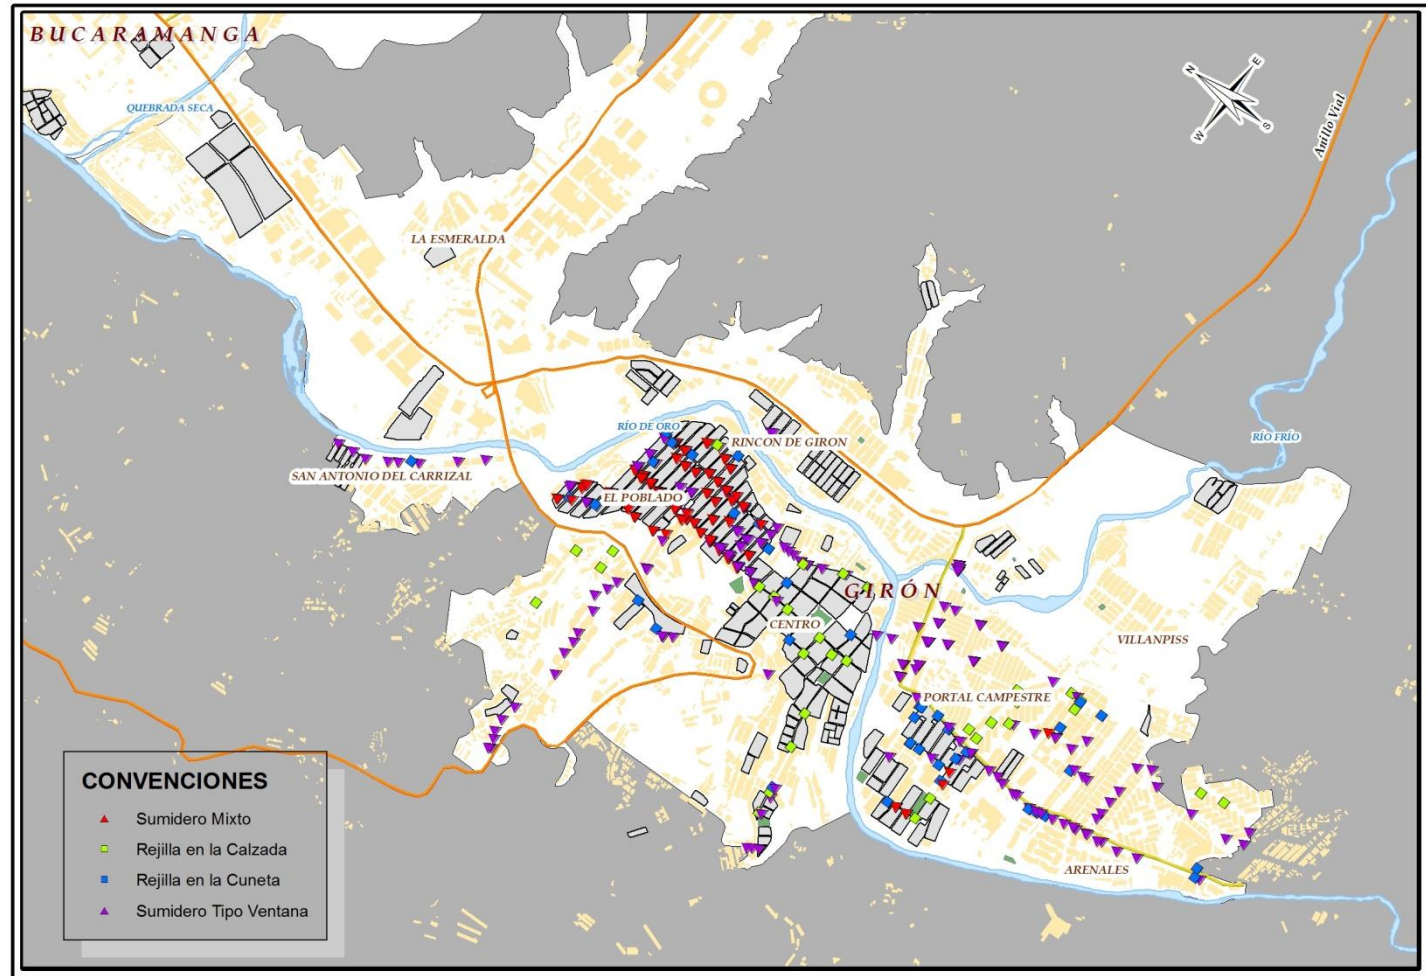 BUCARAMANGA
QUEBRADA SECA
N
E
W
S
Anillo Vial
LA ESMERALDA
RÍO DE ORO
RINCON DE GIRON
RÍO FRÍO
SAN ANTONIO DEL CARRIZAL
EL POBLADO
GIRÓN
CENTRO
VILLANPISS
PORTAL CAMPESTRE
ARENALES
CONVENCIONES
Sumidero Mixto
Rejilla en la Calzada
Rejilla en la Cuneta
Sumidero Tipo Ventana